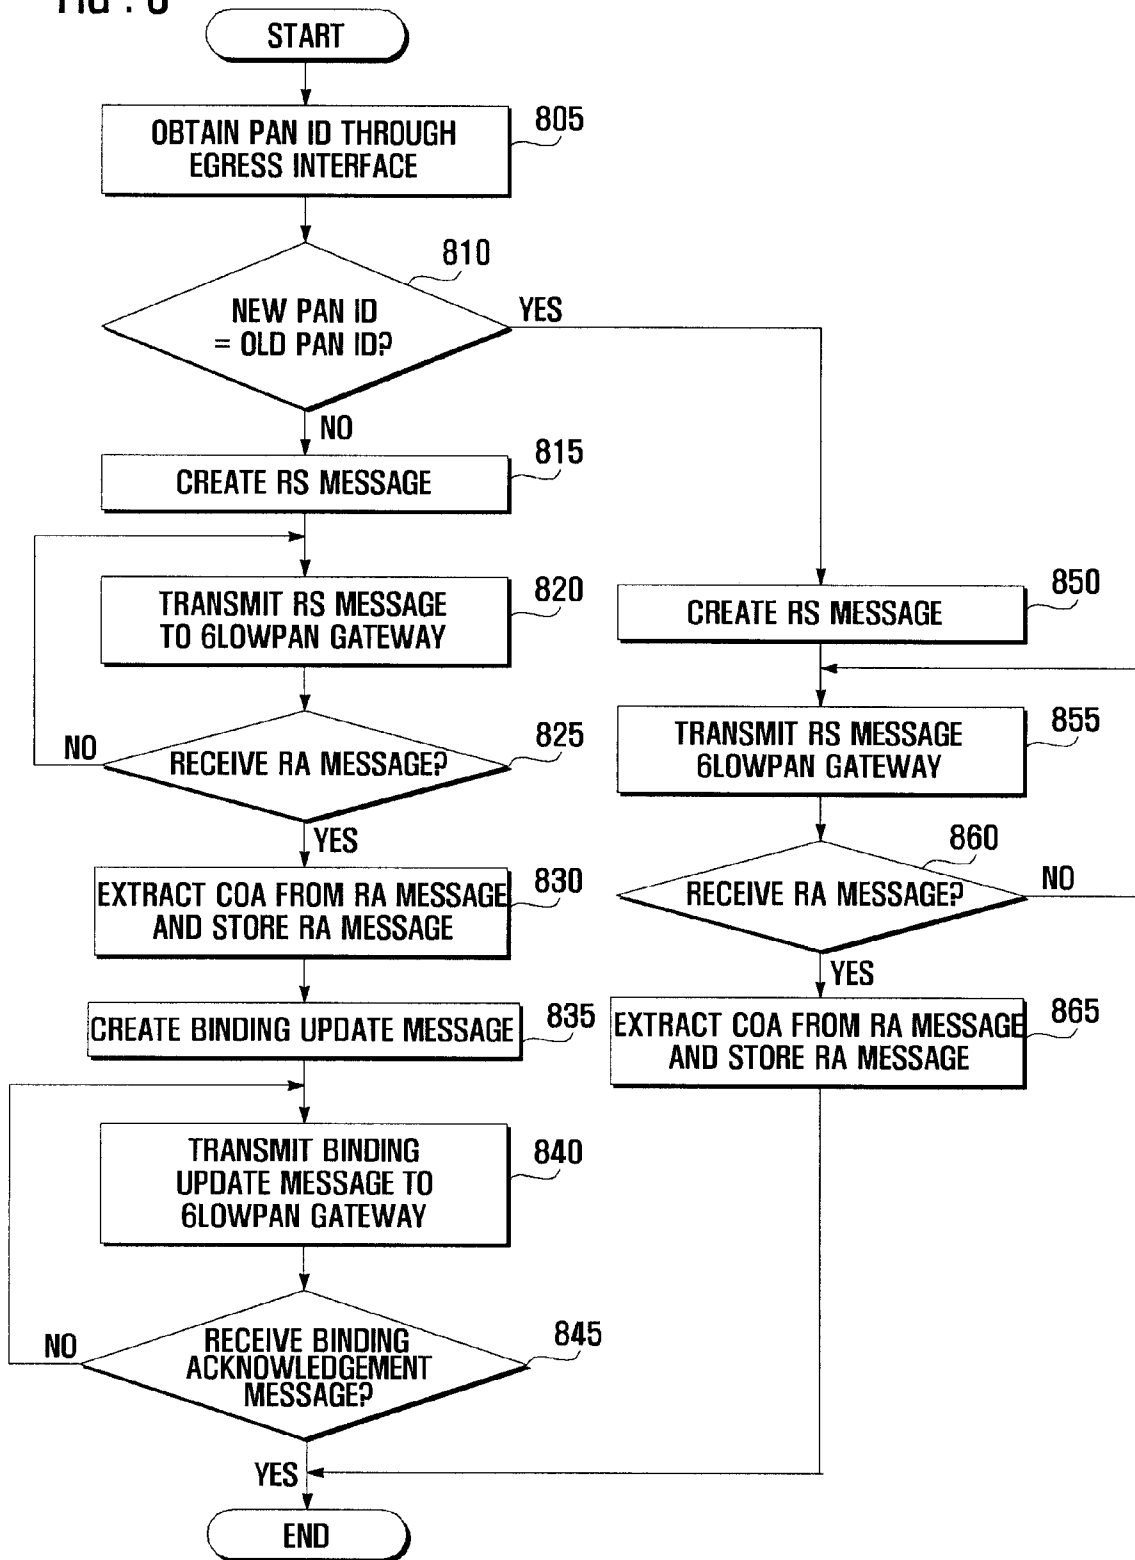 START
OBTAIN PAN ID THROUGH
EGRESS INTERFACE
805
810
NEW PAN ID
= OLD PAN ID?
YES
NO
815
CREATE RS MESSAGE
TRANSMIT RS MESSAGE
TO 6LOWPAN GATEWAY
820
NO
RECEIVE RA MESSAGE?
825
YES
EXTRACT COA FROM RA MESSAGE
AND STORE RA MESSAGE
830
CREATE BINDING UPDATE MESSAGE
835
TRANSMIT BINDING
UPDATE MESSAGE TO
6LOWPAN GATEWAY
840
NO
RECEIVE BINDING
ACKNOWLEDGEMENT
MESSAGE?
845
YES
END
CREATE RS MESSAGE
850
TRANSMIT RS MESSAGE
6LOWPAN GATEWAY
855
860
RECEIVE RA MESSAGE?
NO
YES
EXTRACT COA FROM RA MESSAGE
AND STORE RA MESSAGE
865